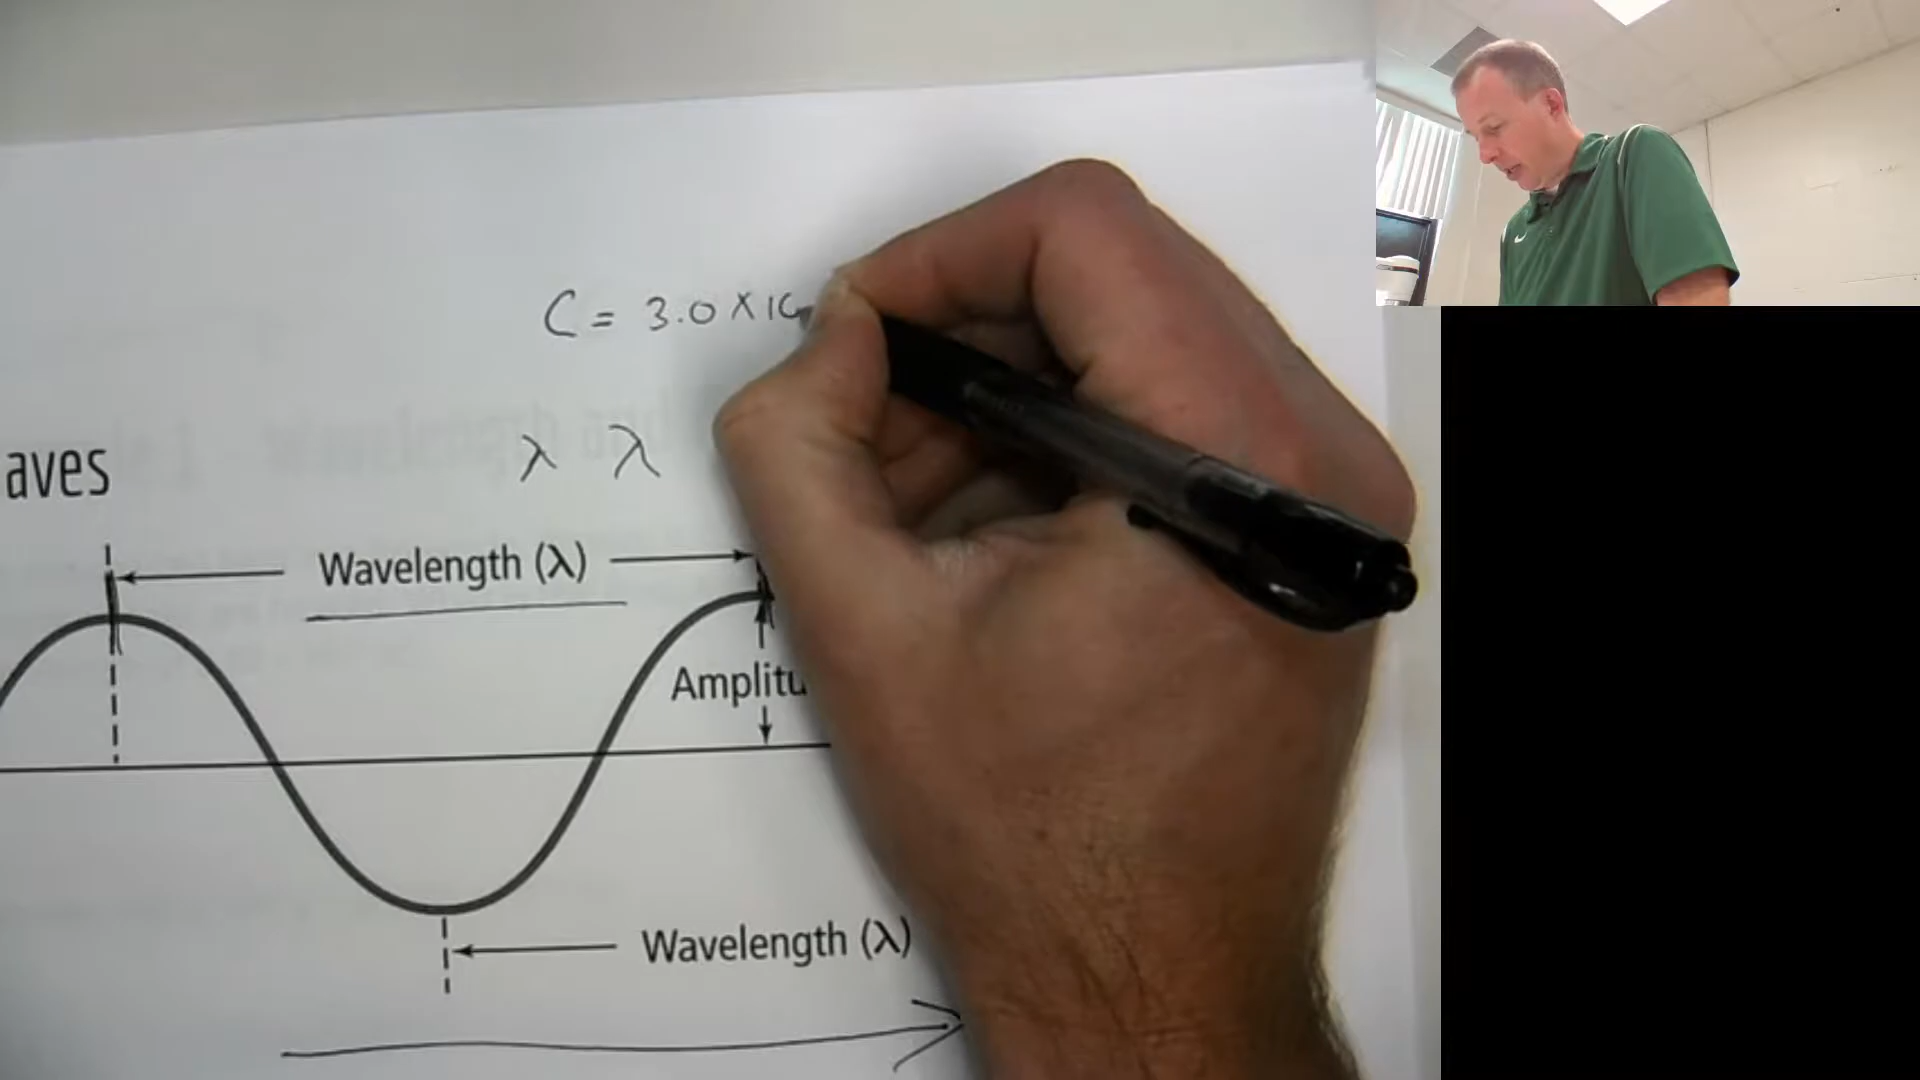 C = 3.0 X 10
λ λ
aves
Wavelength (λ)
Amplitu
Wavelength (λ)